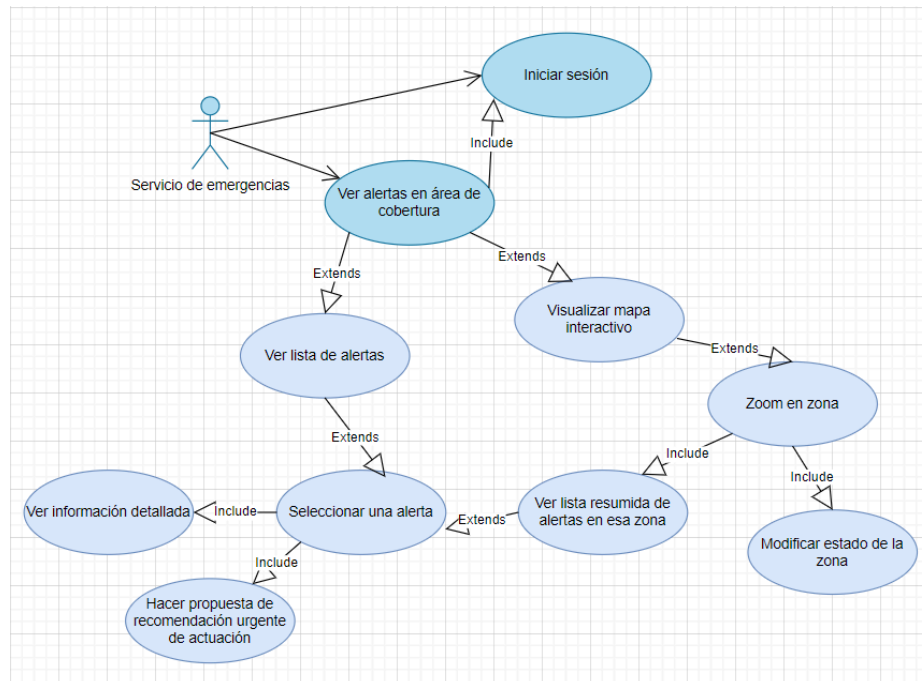 Iniciar sesión
Include
Servicio de emergencias
Ver alertas en área de
cobertura
Extends
Extends
Visualizar mapa
interactivo
Ver lista de alertas
Extends
Zoom en zona
Extends
Include
Include
Ver información detallada
Include
Seleccionar una alerta
Extends
Ver lista resumida de
alertas en esa zona
Modificar estado de la
zona
Include
Hacer propuesta de
recomendación urgente
de actuación